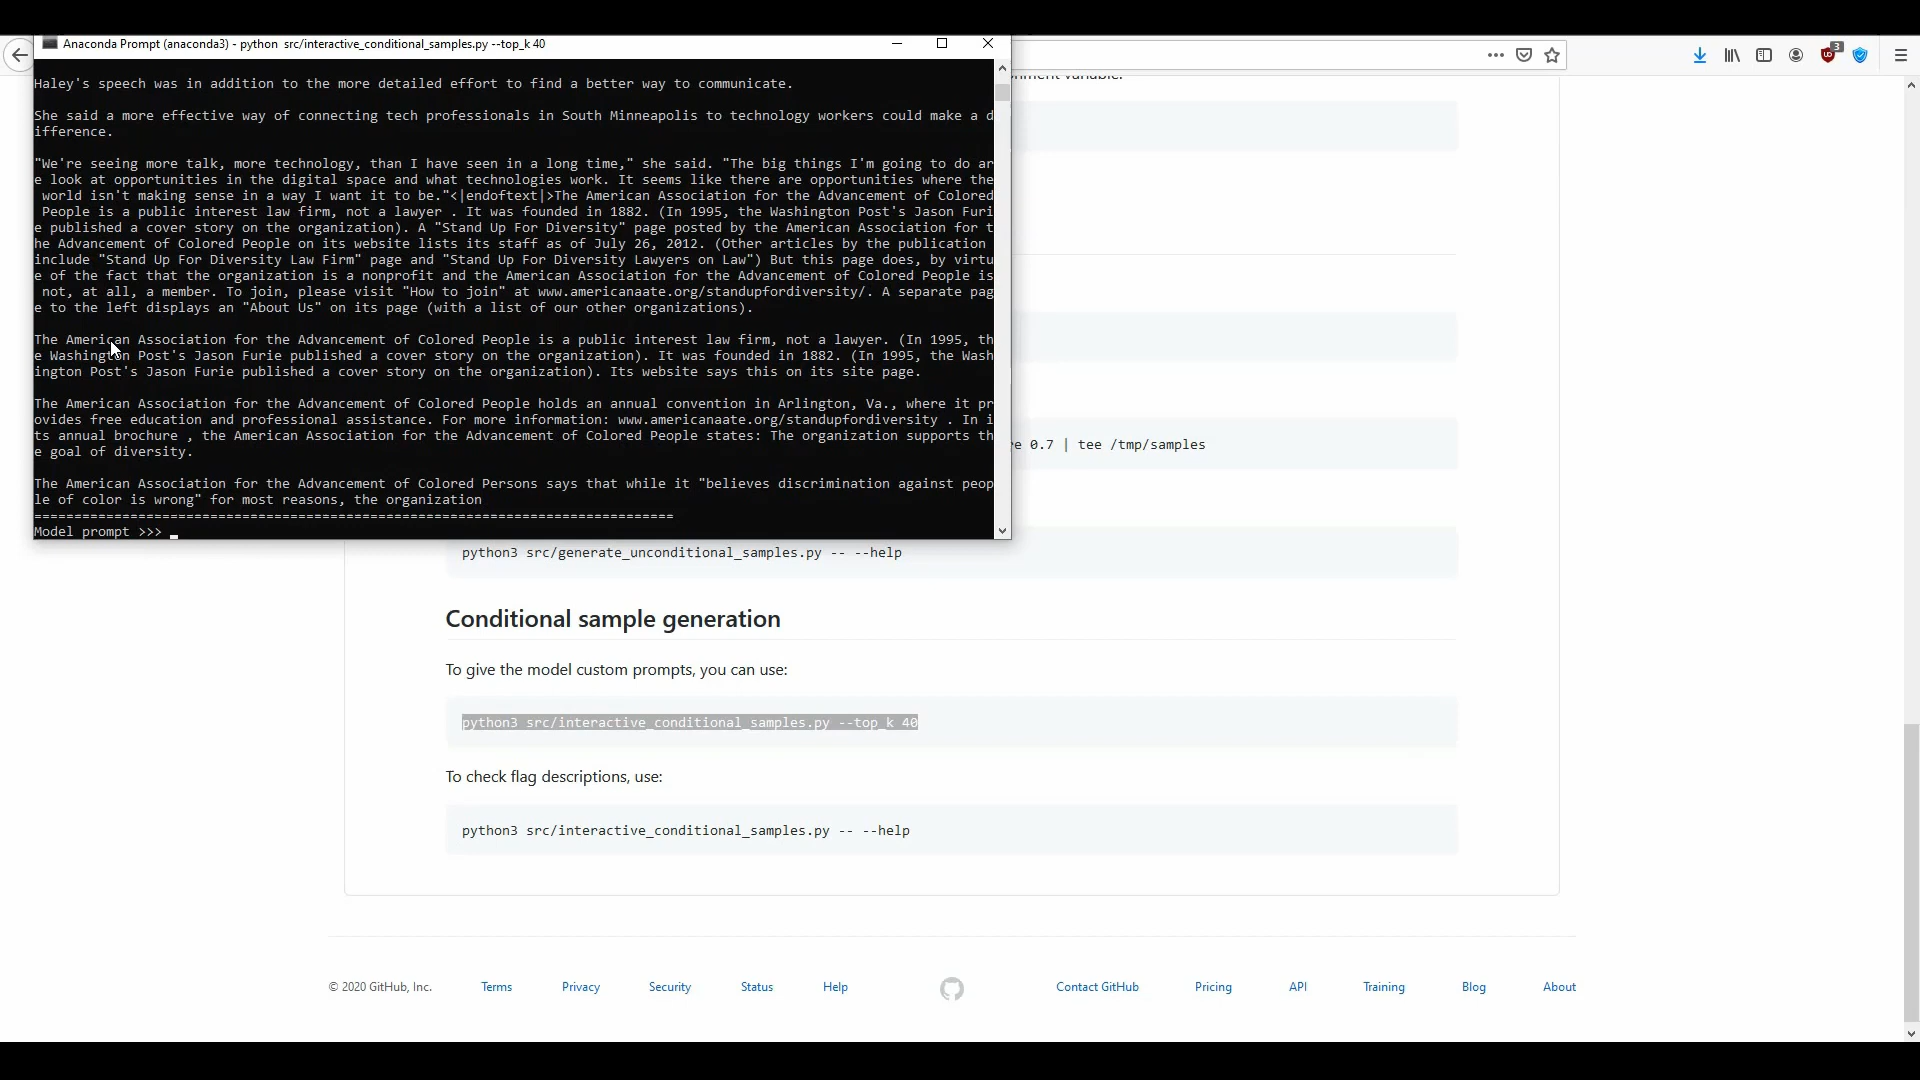 Anaconda Prompt (anaconda3) - python  src/interactive_conditional_samples.py --top_k 40
Haley's speech was in addition to the more detailed effort to find a better way to communicate.
She said a more effective way of connecting tech professionals in South Minneapolis to technology workers could make a d
ifference.
"We're seeing more talk, more technology, than I have seen in a long time," she said. "The big things I'm going to do ar
e look at opportunities in the digital space and what technologies work. It seems like there are opportunities where the
 world isn't making sense in a way I want it to be."<|endoftext|>The American Association for the Advancement of Colored
 People is a public interest law firm, not a lawyer . It was founded in 1882. (In 1995, the Washington Post's Jason Furi
e published a cover story on the organization). A "Stand Up For Diversity" page posted by the American Association for t
he Advancement of Colored People on its website lists its staff as of July 26, 2012. (Other articles by the publication
include "Stand Up For Diversity Law Firm" page and "Stand Up For Diversity Lawyers on Law") But this page does, by virtu
e of the fact that the organization is a nonprofit and the American Association for the Advancement of Colored People is
 not, at all, a member. To join, please visit "How to join" at www.americanaate.org/standupfordiversity/. A separate pag
e to the left displays an "About Us" on its page (with a list of our other organizations).
The American Association for the Advancement of Colored People is a public interest law firm, not a lawyer. (In 1995, th
e Washington Post's Jason Furie published a cover story on the organization). It was founded in 1882. (In 1995, the Wash
ington Post's Jason Furie published a cover story on the organization). Its website says this on its site page.
The American Association for the Advancement of Colored People holds an annual convention in Arlington, Va., where it pr
ovides free education and professional assistance. For more information: www.americanaate.org/standupfordiversity . In i
ts annual brochure , the American Association for the Advancement of Colored People states: The organization supports th
e goal of diversity.
The American Association for the Advancement of Colored Persons says that while it "believes discrimination against peop
le of color is wrong" for most reasons, the organization
================================================================================
Model prompt >>>
3
variable.
0.7 | tee /tmp/samples
python3 src/generate_unconditional_samples.py -- --help
Conditional sample generation
To give the model custom prompts, you can use:
python3 src/interactive_conditional_samples.py --top_k 40
To check flag descriptions, use:
python3 src/interactive_conditional_samples.py -- --help
© 2020 GitHub, Inc. Terms Privacy Security Status Help Contact GitHub Pricing API Training Blog About